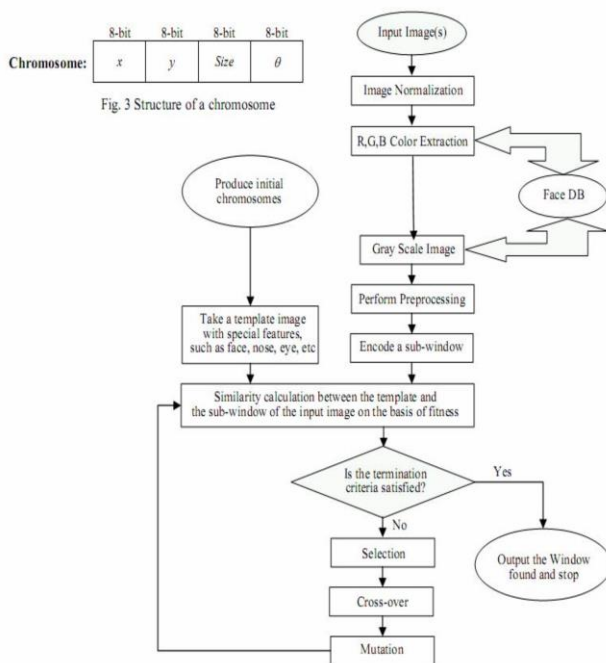 8-bit 8-bit 8-bit 8-bit
Chromosome: x y Size θ
Fig. 3 Structure of a chromosome
Input Image(s)
Image Normalization
R,G,B Color Extraction
Face DB
Gray Scale Image
Perform Preprocessing
Encode a sub-window
Produce initial
chromosomes
Take a template image
with special features,
such as face, nose, eye, etc
Similarity calculation between the template and
the sub-window of the input image on the basis of fitness
Is the termination
criteria satisfied?
Yes
No
Output the Window
found and stop
Selection
Cross-over
Mutation